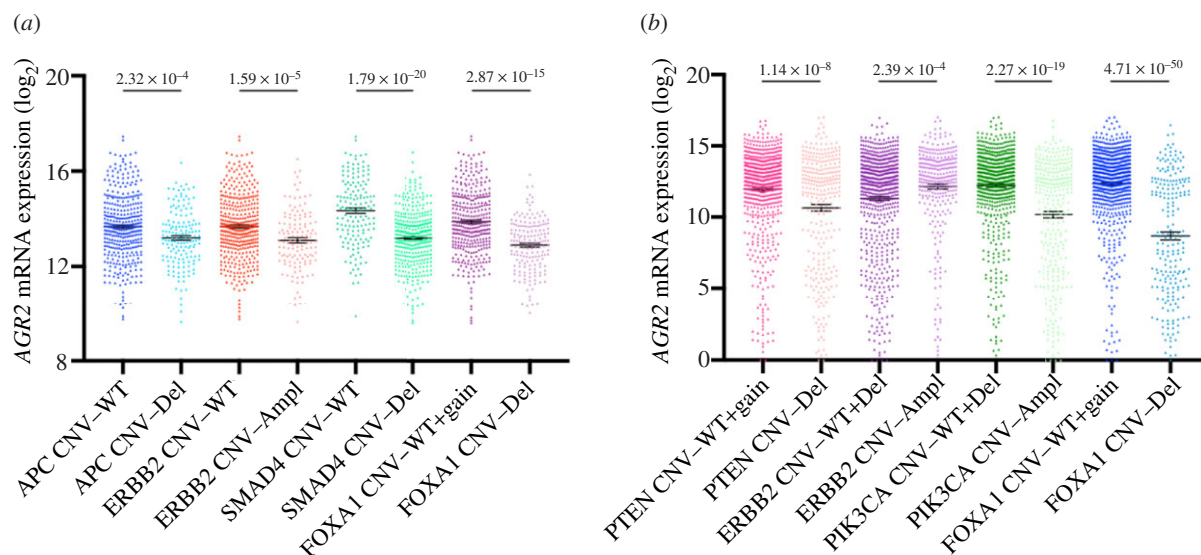 (a)
AGR2 mRNA expression (log₂)
20
16
12
8
2.32 × 10⁻⁴
1.59 × 10⁻⁵
1.79 × 10⁻²⁰
2.87 × 10⁻¹⁵
APC CNV–WT
APC CNV–Del
ERBB2 CNV–WT
ERBB2 CNV–Ampl
SMAD4 CNV–WT
SMAD4 CNV–Del
FOXA1 CNV–WT+gain
FOXA1 CNV–Del
(b)
AGR2 mRNA expression (log₂)
20
15
10
0
1.14 × 10⁻⁸
2.39 × 10⁻⁴
2.27 × 10⁻¹⁹
4.71 × 10⁻⁵⁰
PTEN CNV–WT+gain
PTEN CNV–Del
ERBB2 CNV–WT+Del
ERBB2 CNV–Ampl
PIK3CA CNV–WT+Del
PIK3CA CNV–Ampl
FOXA1 CNV–WT+gain
FOXA1 CNV–Del